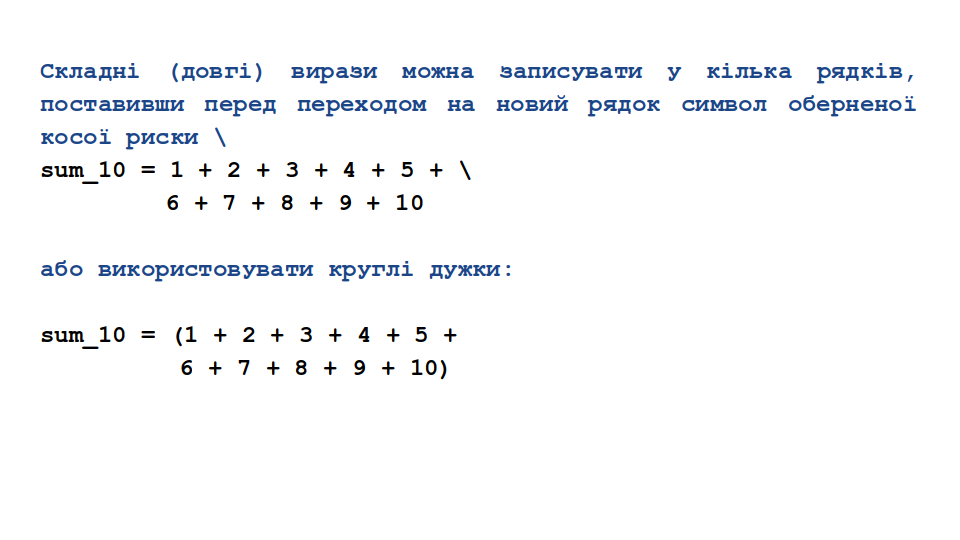 Складні (довгі) вирази можна записувати у кілька рядків,
поставивши перед переходом на новий рядок символ оберненої
косої риски \
sum_10 = 1 + 2 + 3 + 4 + 5 + \
6 + 7 + 8 + 9 + 10
або використовувати круглі дужки:
sum_10 = (1 + 2 + 3 + 4 + 5 +
6 + 7 + 8 + 9 + 10)